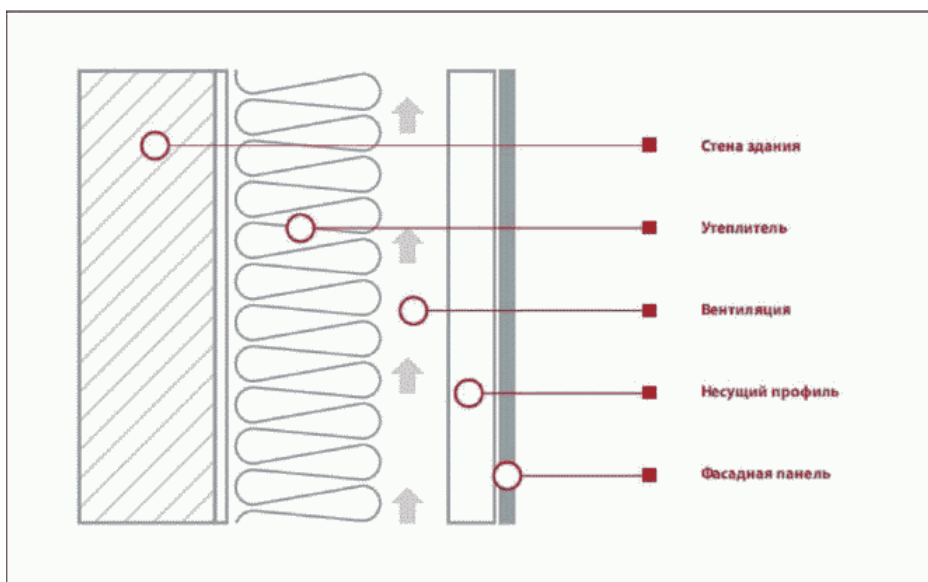 Стена здания
Утеплитель
Вентиляция
Несущий профиль
Фасадная панель